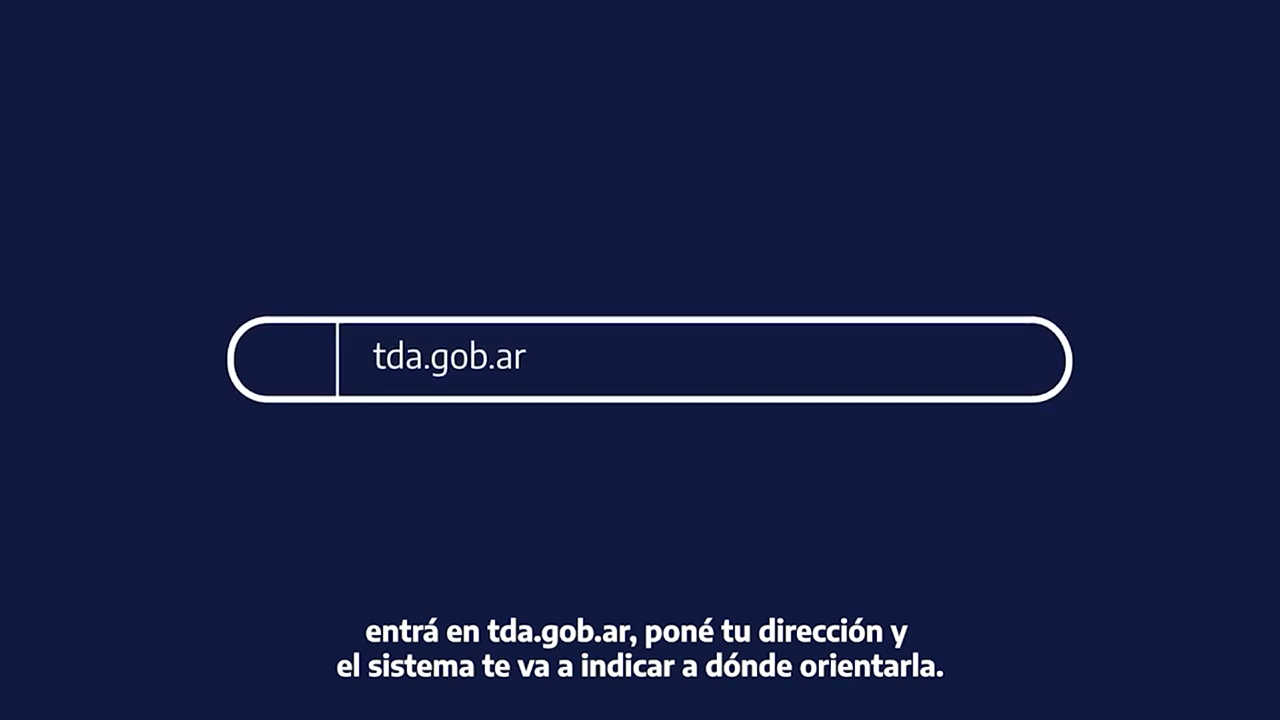 tda.gob.ar
entrá en tda.gob.ar, poné tu dirección y
el sistema te va a indicar a dónde orientarla.